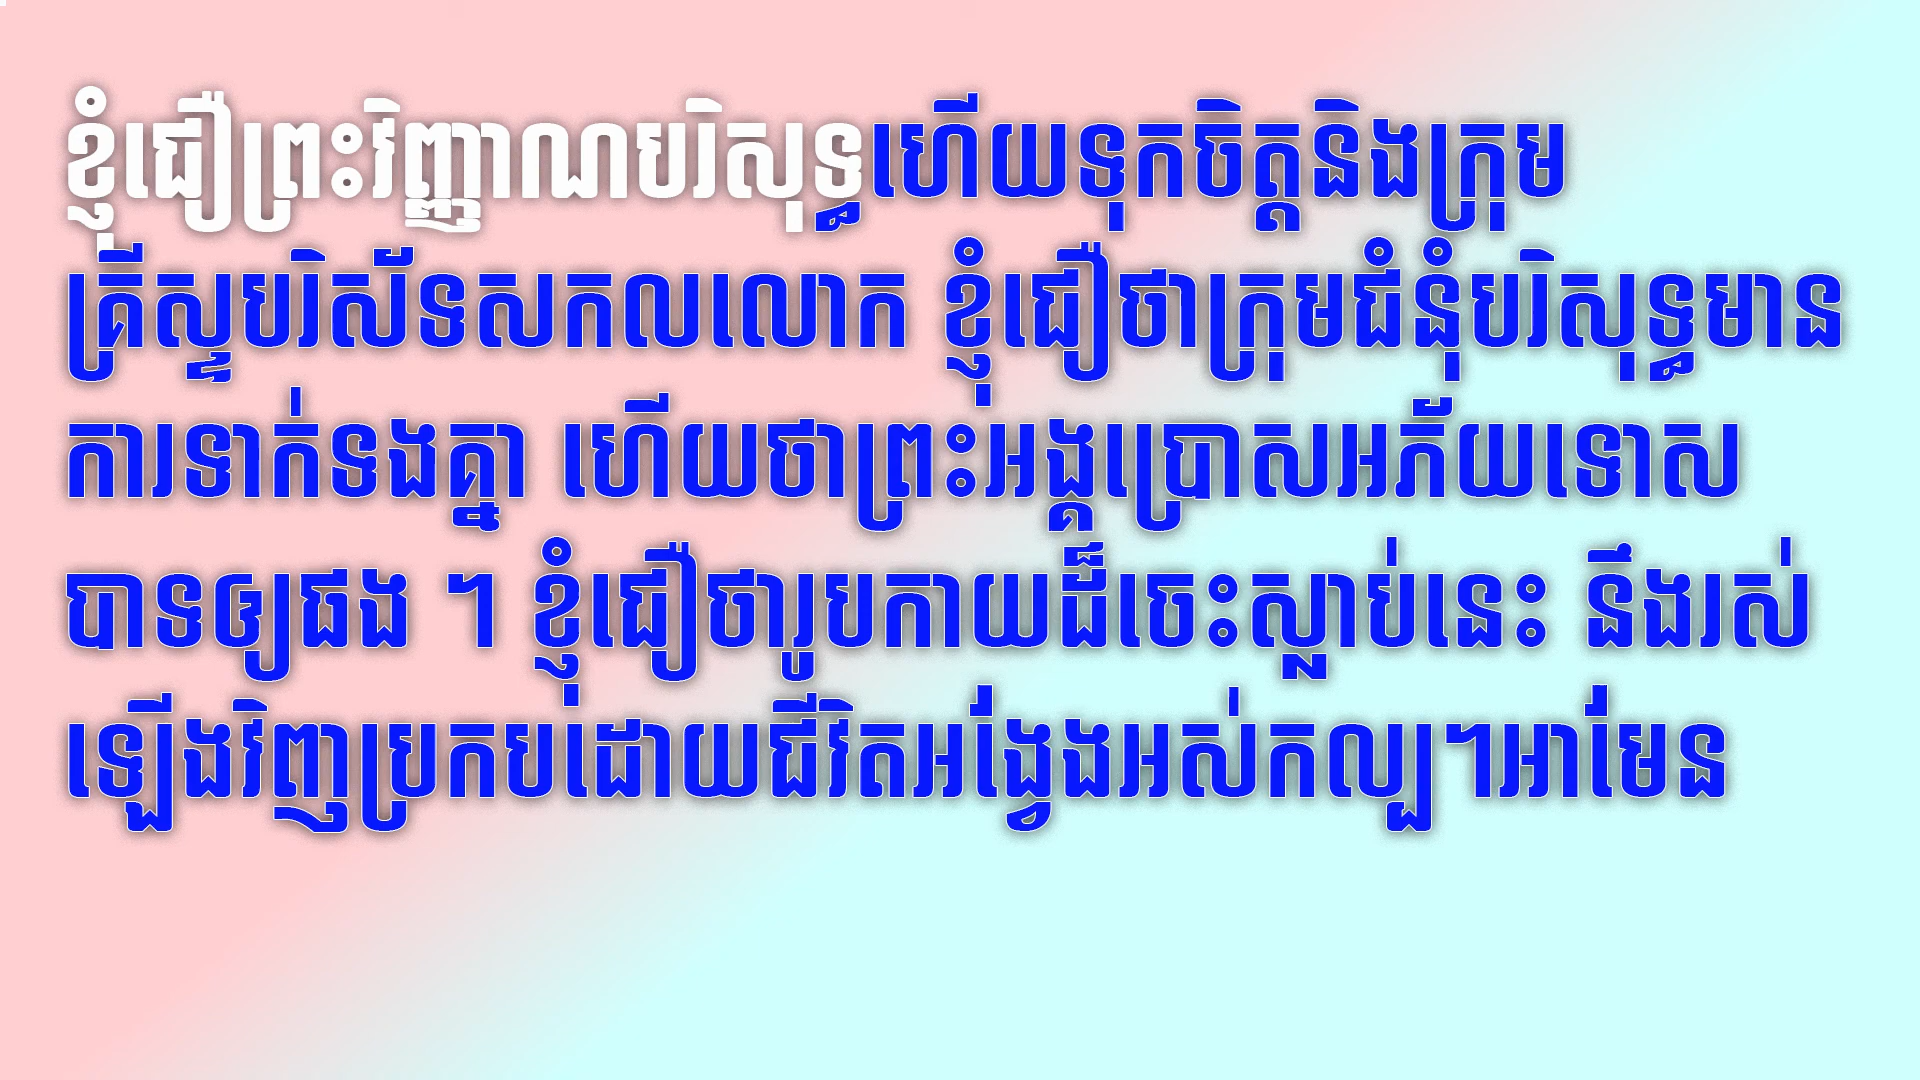 ខ្ញុំជឿព្រះវិញ្ញាណបរិសុទ្ធហើយទុកចិត្តនិងក្រុម
គ្រីស្ទបរិស័ទសកលលោក ខ្ញុំជឿថាក្រុមជំនុំបរិសុទ្ធមាន
ការទាក់ទងគ្នា ហើយថាព្រះអង្គប្រោសអភ័យទោស
បាទឲ្យផង ។ ខ្ញុំជឿថារូបកាយដ៏ចេះស្លាប់នេះ នឹងរស់
ឡើងវិញប្រកបដោយជីវិតអង្វែងអស់កល្ប។អាមែន